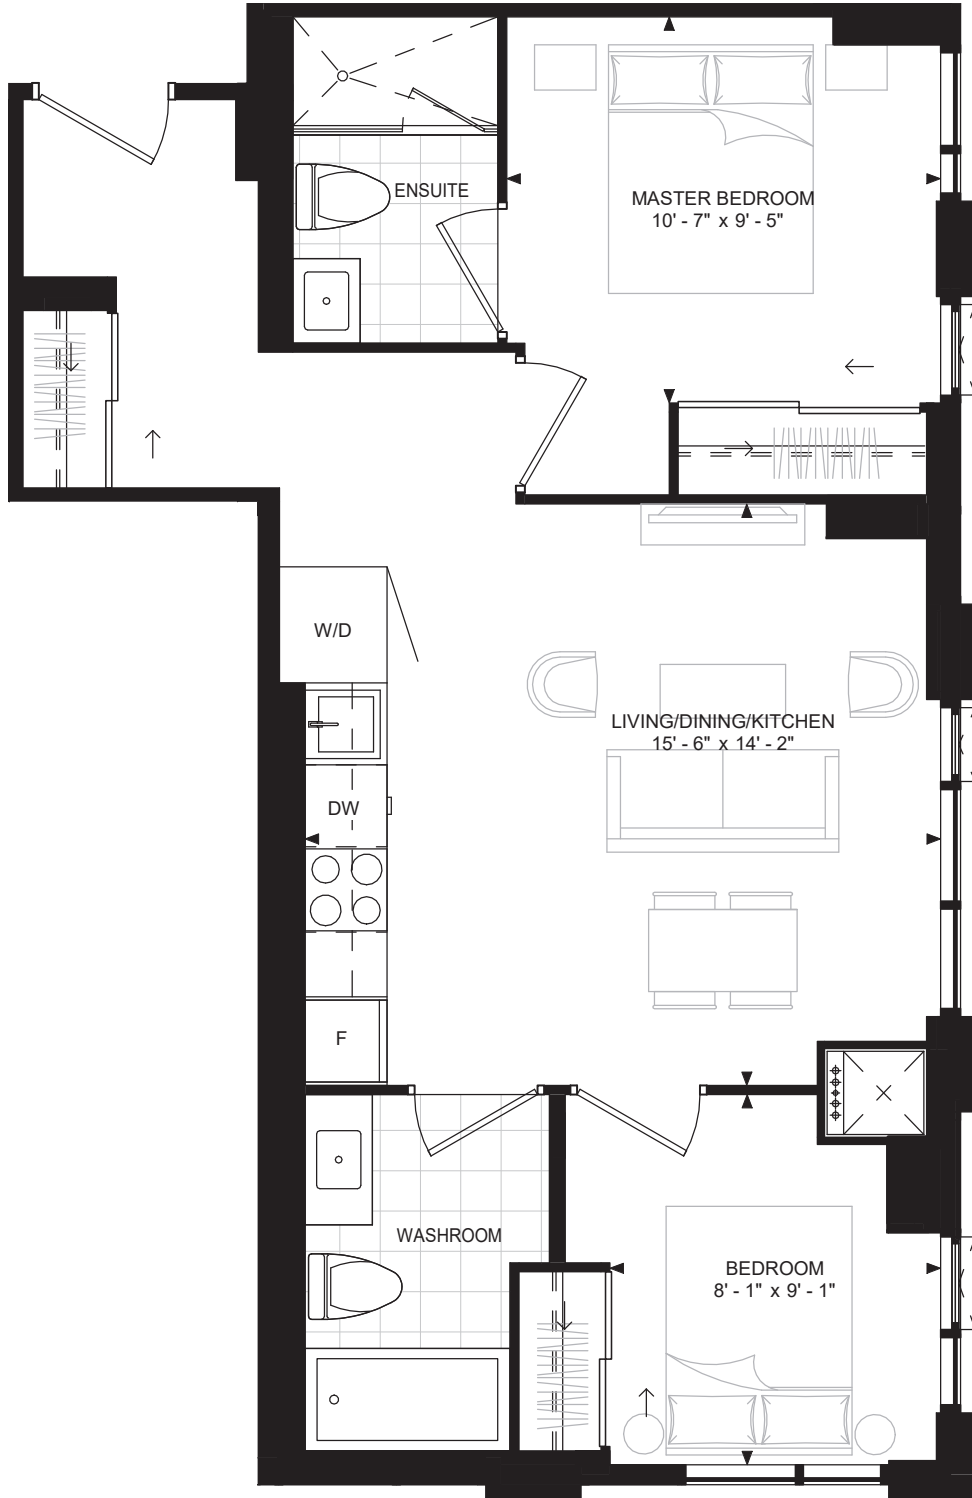 ENSUITE
MASTER BEDROOM
10' - 7" x 9' - 5"
W/D
LIVING/DINING/KITCHEN
15' - 6" x 14' - 2"
DW
F
WASHROOM
BEDROOM
8' - 1" x 9' - 1"